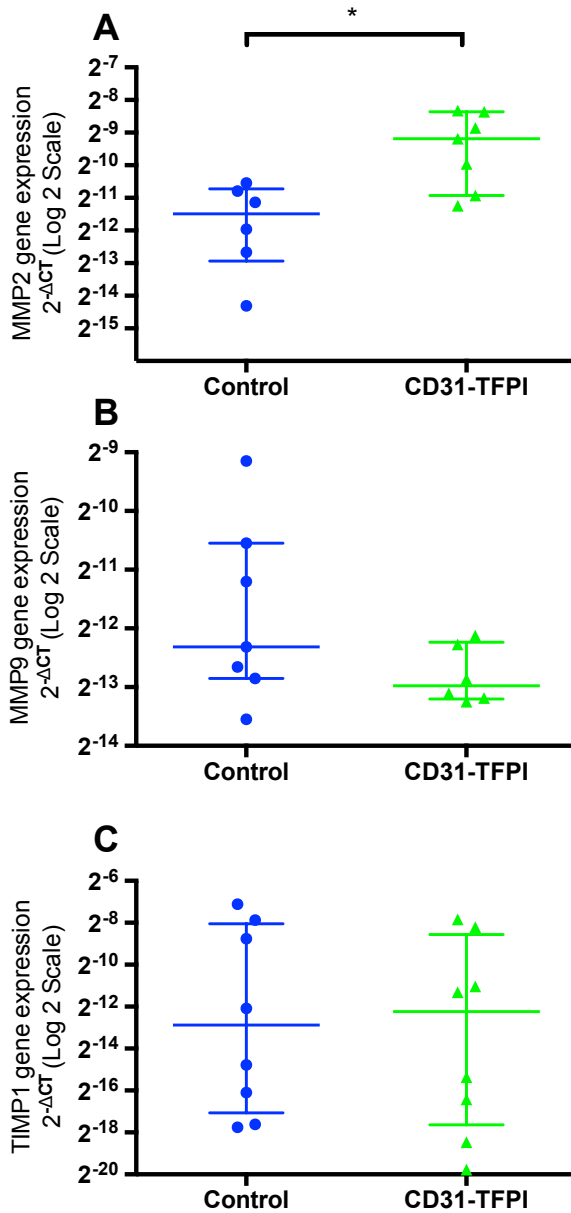 A
*
MMP2 gene expression
2-ΔCT (Log 2 Scale)
2-7
2-8
2-9
2-10
2-11
2-12
2-13
2-14
2-15
Control CD31-TFPI
B
MMP9 gene expression
2-ΔCT (Log 2 Scale)
2-9
2-10
2-11
2-12
2-13
2-14
Control CD31-TFPI
C
TIMP1 gene expression
2-ΔCT (Log 2 Scale)
2-6
2-8
2-10
2-12
2-14
2-16
2-18
2-20
Control CD31-TFPI